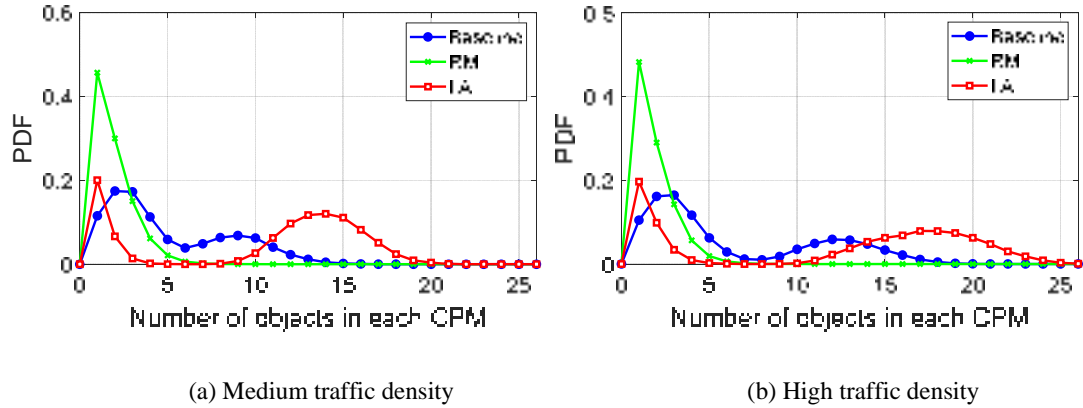 0.6
0.4
0.2
0
PDF
Baseline
RM
LA
0 5 10 15 20 25
Number of objects in each CPM
(a) Medium traffic density
0.5
0.4
0.2
0
PDF
Baseline
RM
LA
0 5 10 15 20 25
Number of objects in each CPM
(b) High traffic density